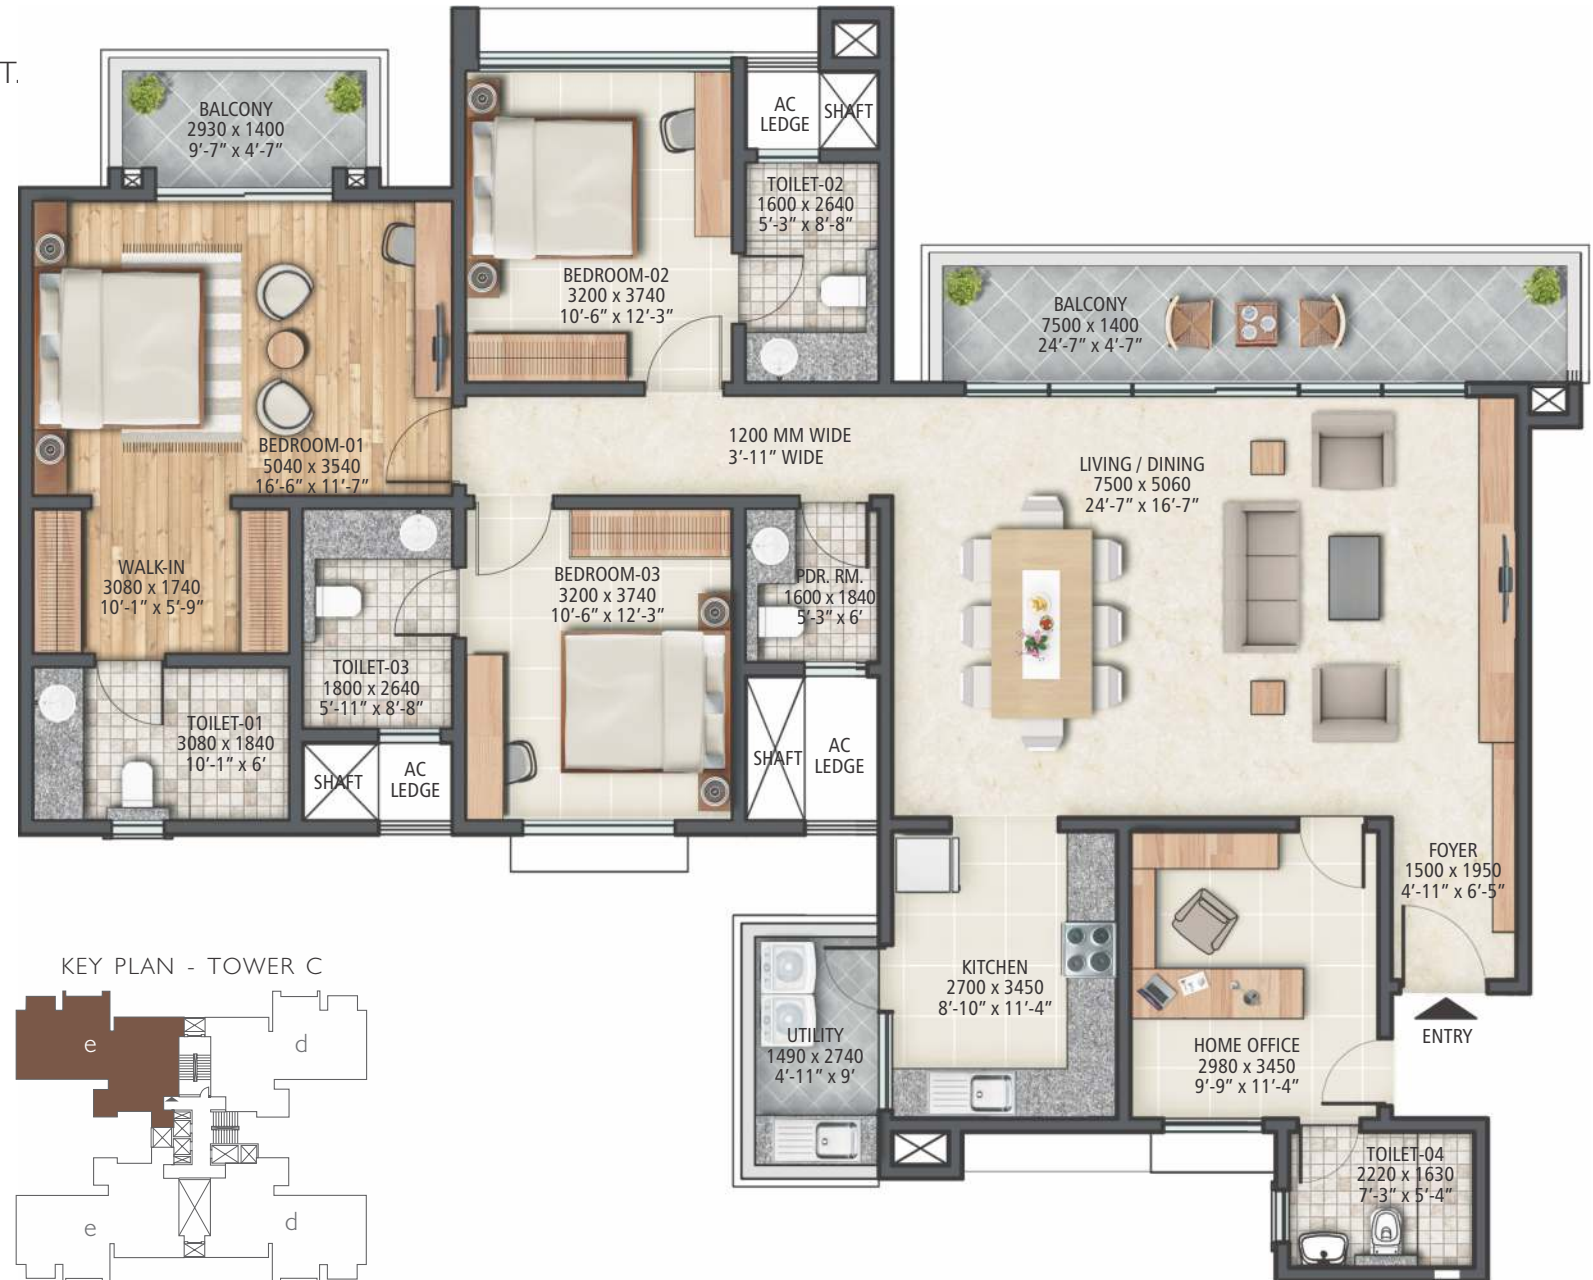 T.
BALCONY
2930 x 1400
9'-7" x 4'-7"
AC
LEDGE
SHAFT
TOILET-02
1600 x 2640
5'-3" x 8'-8"
BEDROOM-02
3200 x 3740
10'-6" x 12'-3"
BALCONY
7500 x 1400
24'-7" x 4'-7"
BEDROOM-01
5040 x 3540
16'-6" x 11'-7"
1200 MM WIDE
3'-11" WIDE
LIVING / DINING
7500 x 5060
24'-7" x 16'-7"
WALK-IN
3080 x 1740
10'-1" x 5'-9"
BEDROOM-03
3200 x 3740
10'-6" x 12'-3"
PDR. RM.
1600 x 1840
5'-3" x 6'
TOILET-03
1800 x 2640
5'-11" x 8'-8"
TOILET-01
3080 x 1840
10'-1" x 6'
SHAFT
AC
LEDGE
SHAFT
AC
LEDGE
FOYER
1500 x 1950
4'-11" x 6'-5"
KITCHEN
2700 x 3450
8'-10" x 11'-4"
UTILITY
1490 x 2740
4'-11" x 9'
HOME OFFICE
2980 x 3450
9'-9" x 11'-4"
ENTRY
TOILET-04
2220 x 1630
7'-3" x 5'-4"
KEY PLAN - TOWER C
e
d
e
d